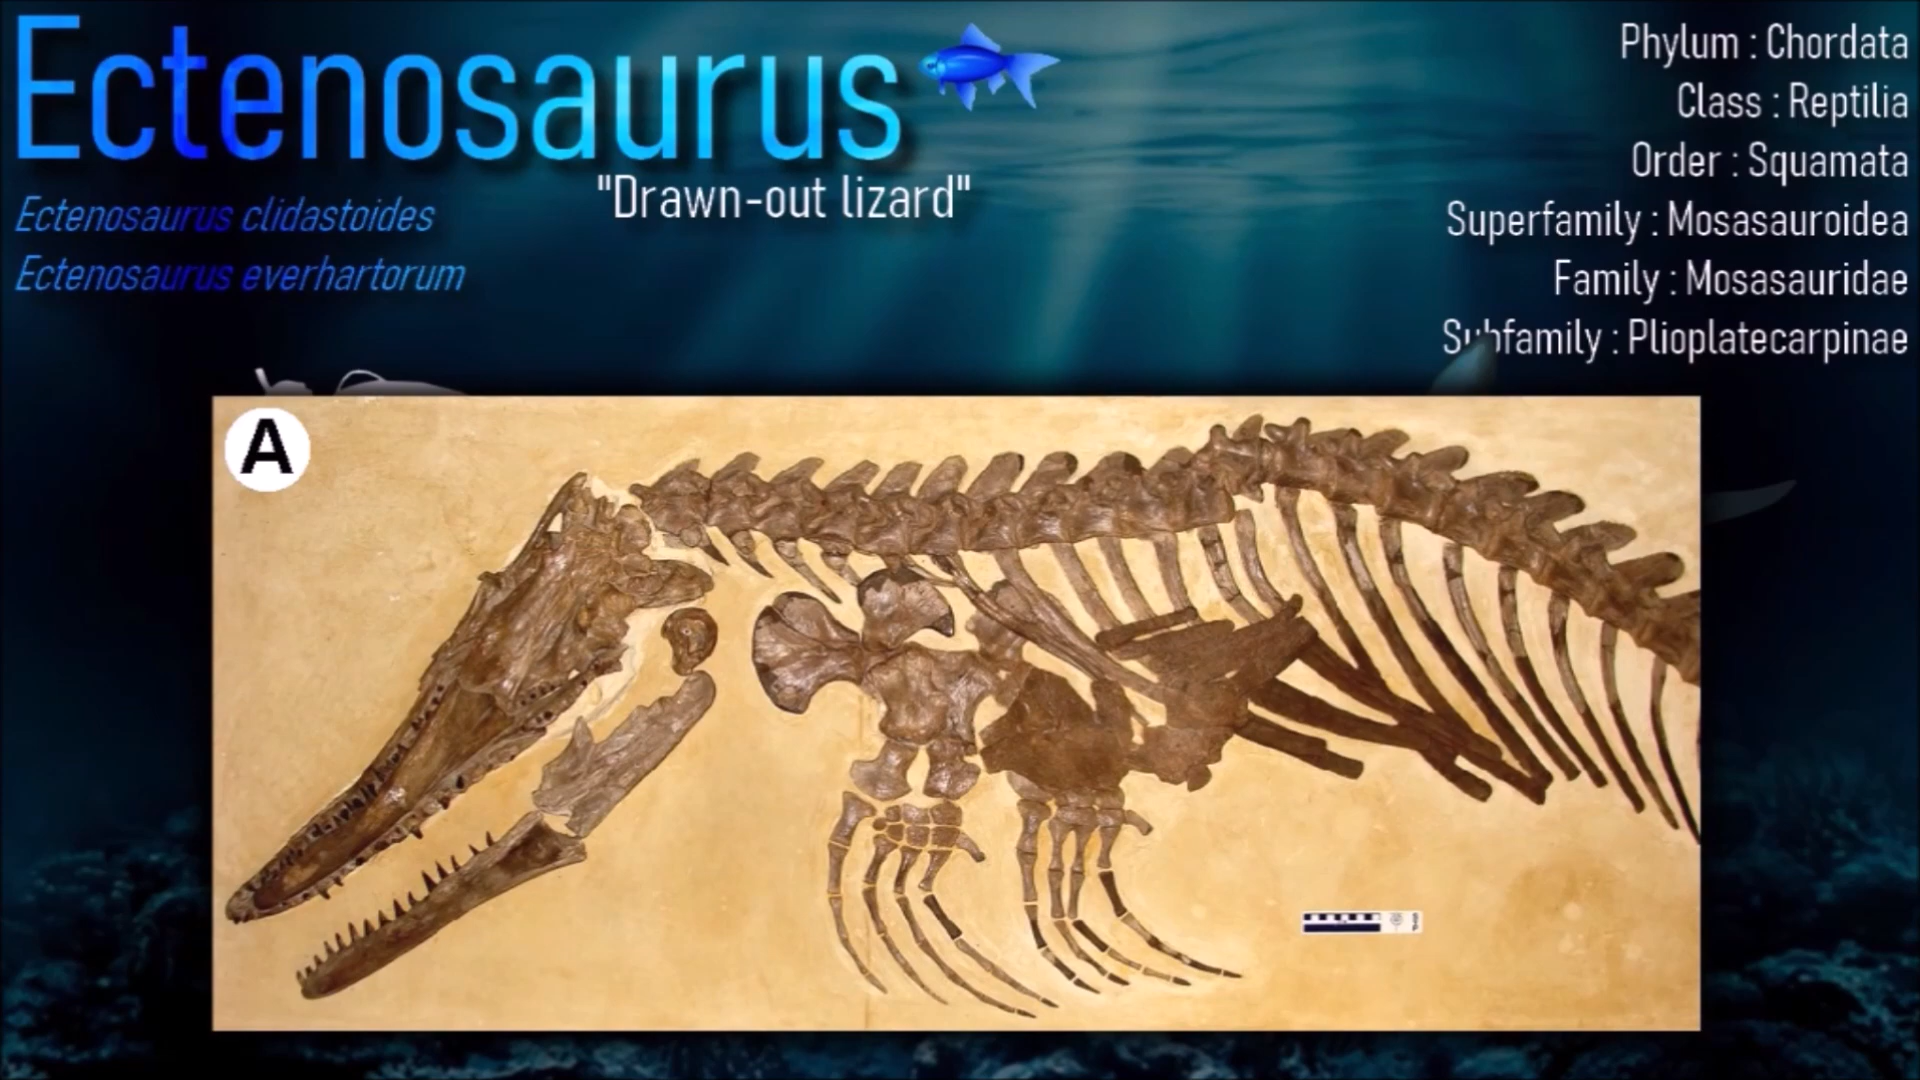 Ectenosaurus
"Drawn-out lizard"
Ectenosaurus clidastoides
Ectenosaurus everhartorum
Phylum : Chordata
Class : Reptilia
Order : Squamata
Superfamily : Mosasauroidea
Family : Mosasauridae
Subfamily : Plioplatecarpinae
A